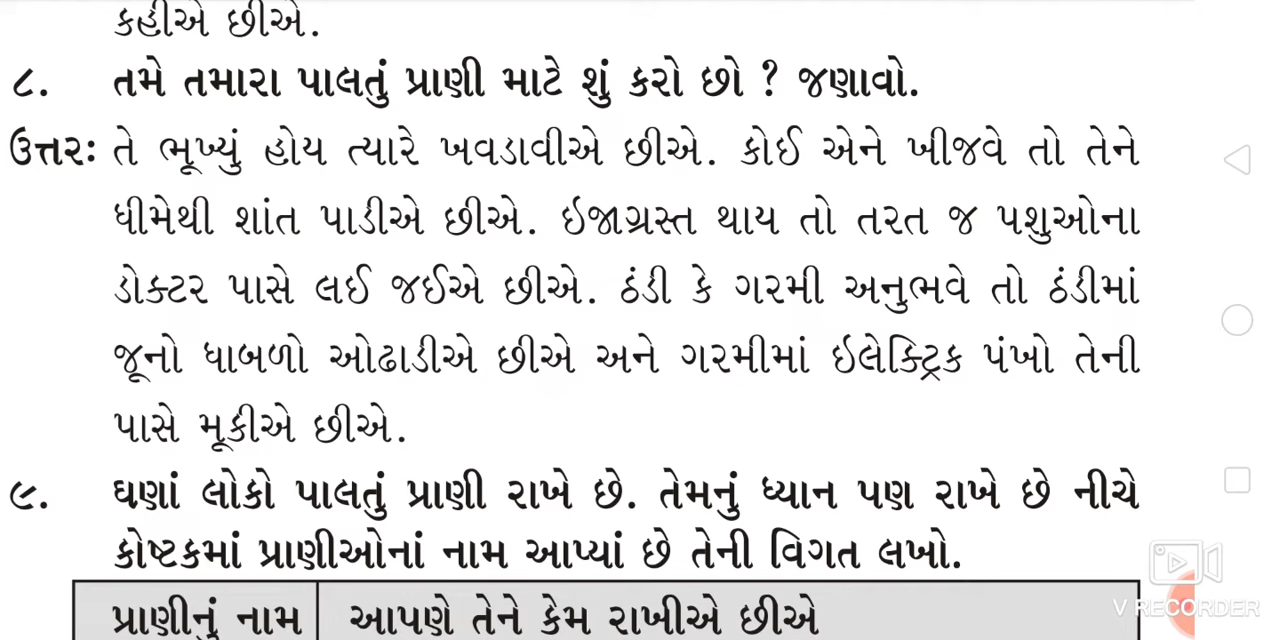 કહીએ છીએ.
૮. તમે તમારા પાલતું પ્રાણી માટે શું કરો છો ? જણાવો.
ઉત્તરઃ તે ભૂખ્યું હોય ત્યારે ખવડાવીએ છીએ. કોઈ એને ખીજવે તો તેને
ધીમેથી શાંત પાડીએ છીએ. ઇજાગ્રસ્ત થાય તો તરત જ પશુઓના
ડોક્ટર પાસે લઈ જઈએ છીએ. ઠંડી કે ગરમી અનુભવે તો ઠંડીમાં
જૂનો ધાબળો ઓઢાડીએ છીએ અને ગરમીમાં ઇલેક્ટ્રિક પંખો તેની
પાસે મૂકીએ છીએ.
૯. ઘણાં લોકો પાલતું પ્રાણી રાખે છે. તેમનું ધ્યાન પણ રાખે છે નીચે
કોષ્ટકમાં પ્રાણીઓનાં નામ આપ્યાં છે તેની વિગત લખો.
પ્રાણીનું નામ આપણે તેને કેમ રાખીએ છીએ
V RECORDER